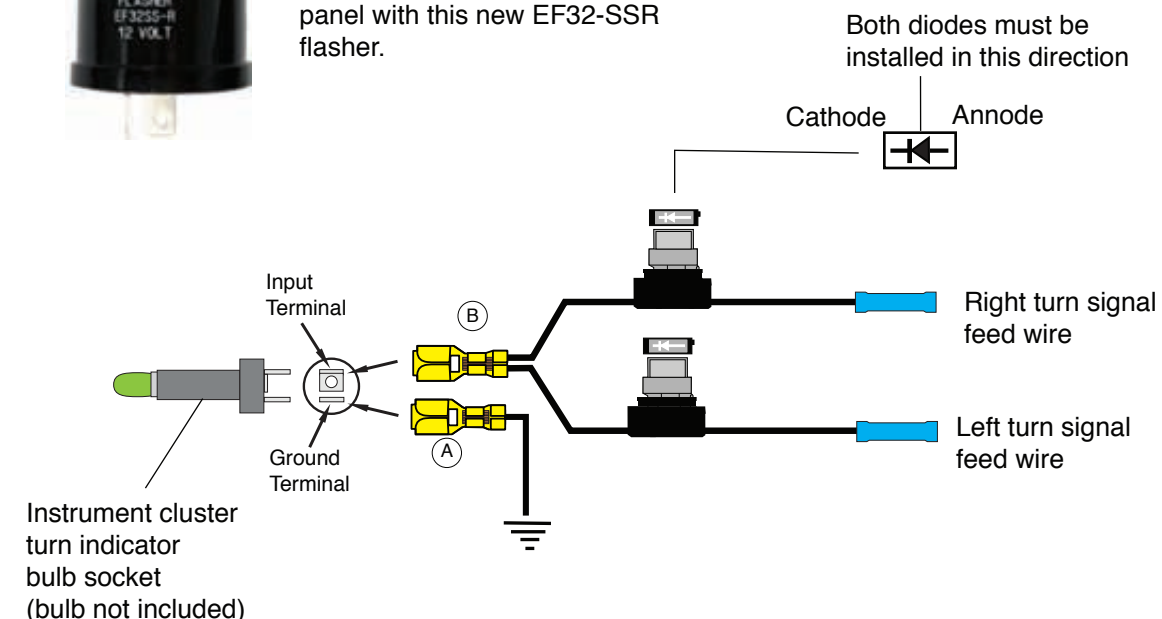 FLASHER
EF32SS-R
12 VOLT
panel with this new EF32-SSR
flasher.
Both diodes must be
installed in this direction
Cathode
Annode
Input
Terminal
B
Right turn signal
feed wire
A
Left turn signal
feed wire
Ground
Terminal
Instrument cluster
turn indicator
bulb socket
(bulb not included)